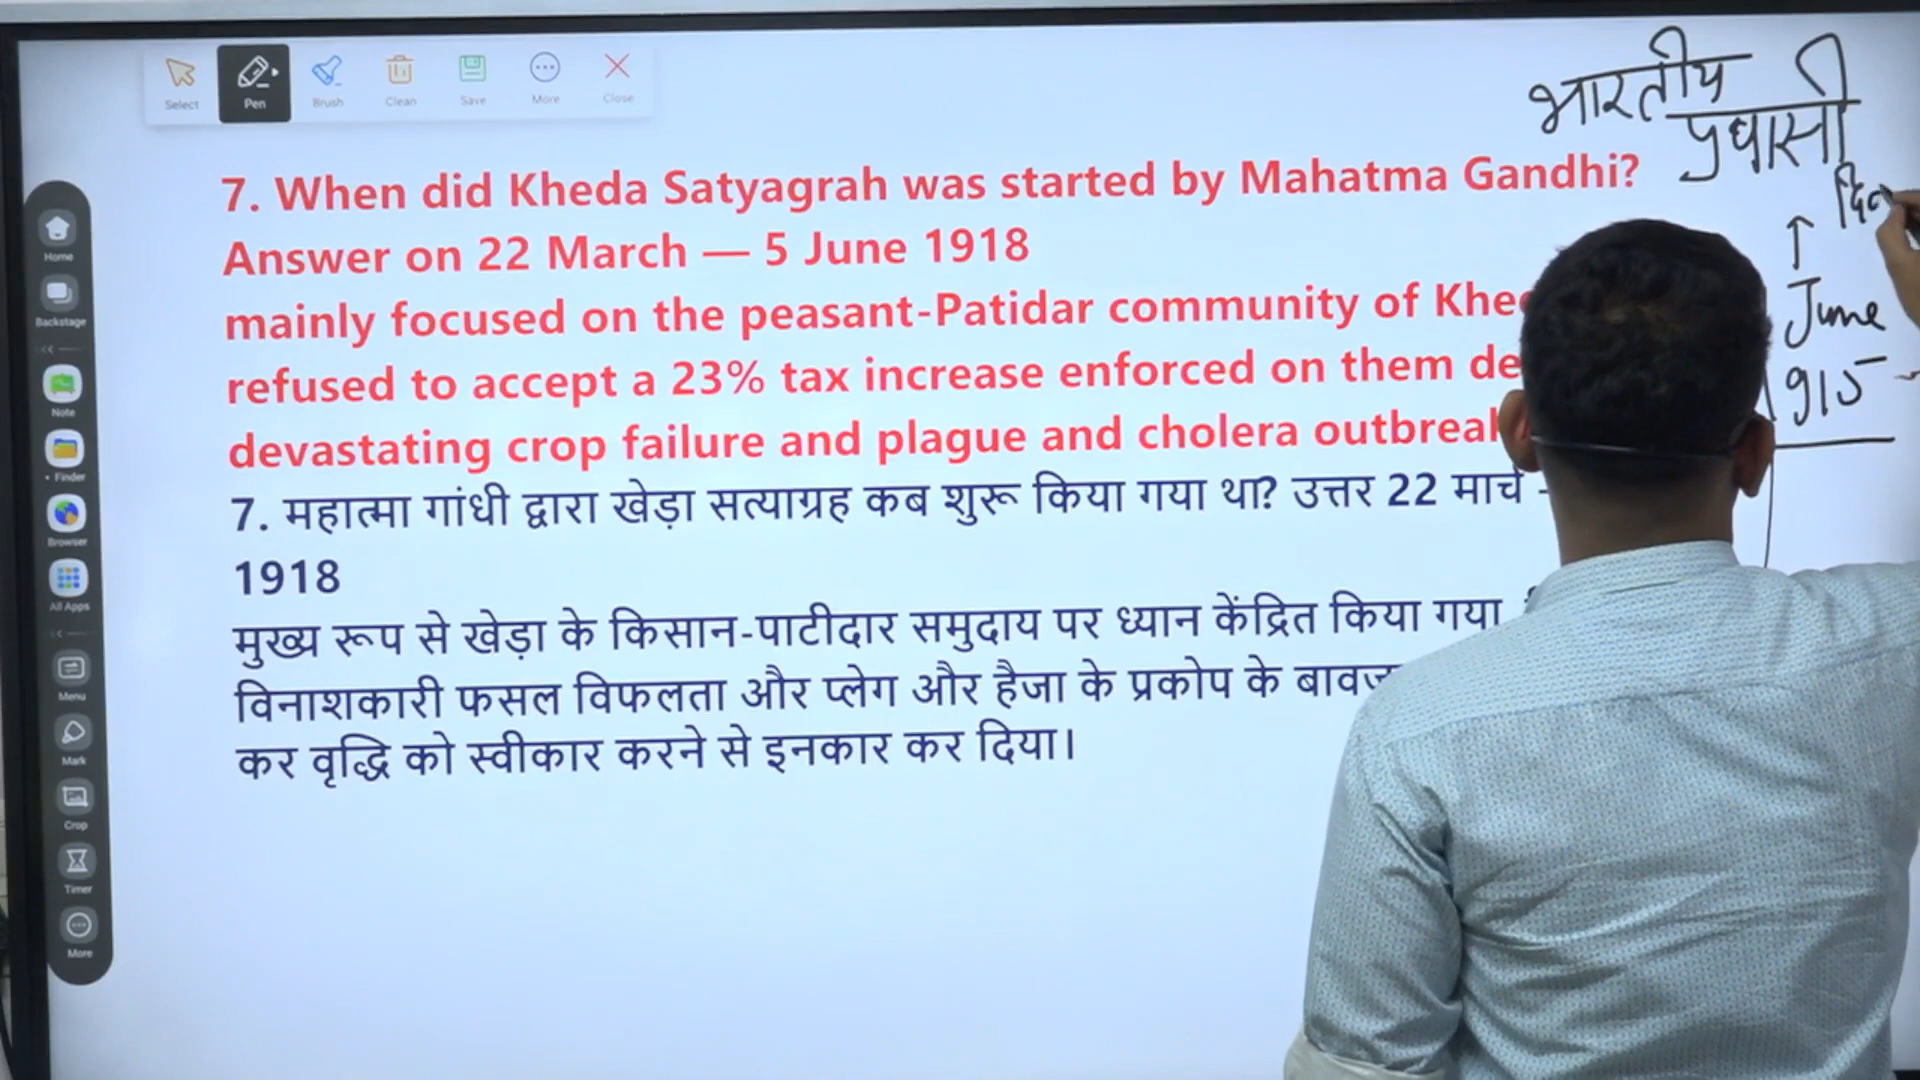 Select
Pen
Brush
Clean
Save
More
Close
भारतीय
प्रवासी
7. When did Kheda Satyagrah was started by Mahatma Gandhi?
Answer on 22 March — 5 June 1918
mainly focused on the peasant-Patidar community of
refused to accept a 23% tax increase enforced on them
devastating crop failure and plague and cholera
7. महात्मा गांधी द्वारा खेड़ा सत्याग्रह कब शुरू किया गया था? उत्तर 22 मार्च -
1918
मुख्य रूप से खेड़ा के किसान-पाटीदार समुदाय पर ध्यान केंद्रित किया गया
विनाशकारी फसल विफलता और प्लेग और हैजा के प्रकोप के
कर वृद्धि को स्वीकार करने से इनकार कर दिया।
June
1915
Home
Backstage
Note
Finder
Browser
All Apps
Menu
Mark
Crop
Timer
More